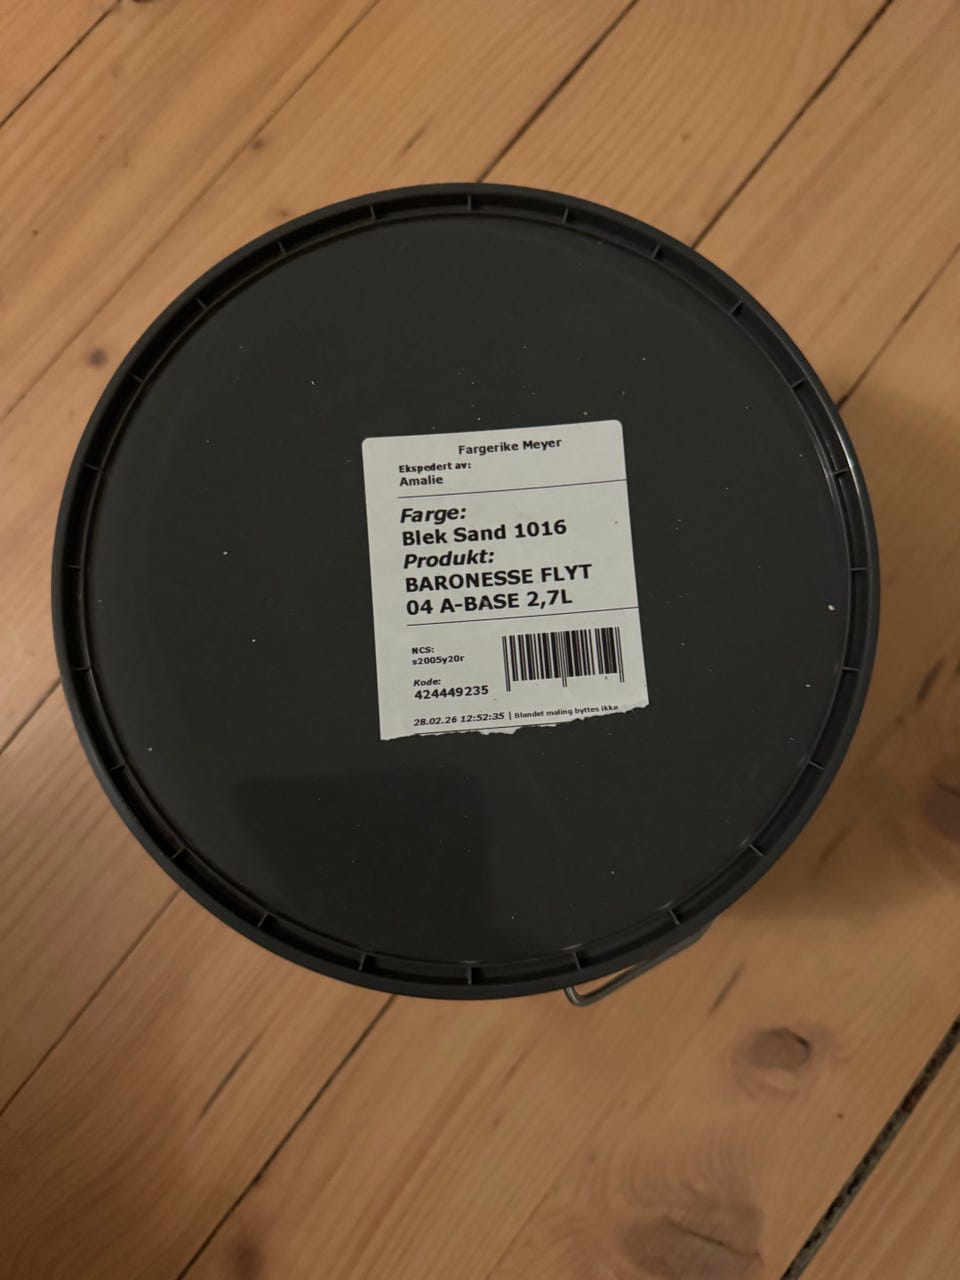 Fargerike Meyer
Ekspedert av:
Amalie
Farge:
Blek Sand 1016
Produkt:
BARONESSE FLYT
04 A-BASE 2,7L
NCS:
s2005y20r
Kode:
424449235
28.02.26 12:52:35 | Blandet maling byttes ikke